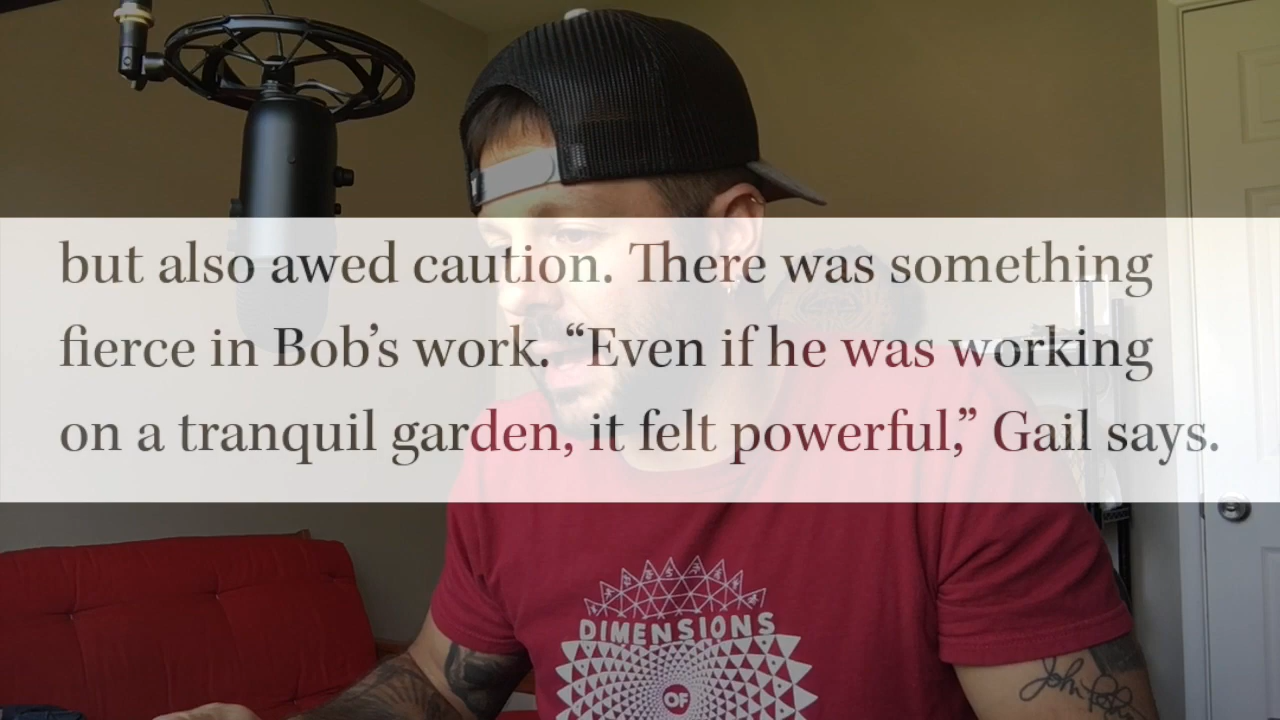 but also awed caution. There was something
fierce in Bob’s work. “Even if he was working
on a tranquil garden, it felt powerful,” Gail says.
DIMENSIONS
OF